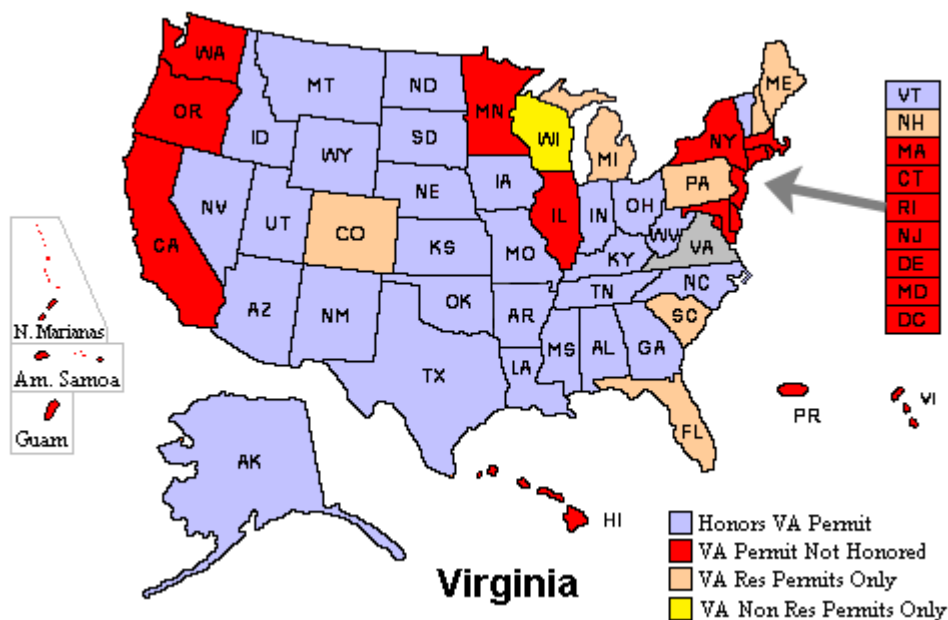 WA
OR
CA
MT
ID
NV
UT
AZ
WY
CO
NM
ND
SD
NE
KS
OK
TX
MN
IA
MO
AR
LA
WI
IL
MI
IN
OH
KY
TN
MS
AL
GA
FL
SC
NC
WV
VA
PA
NY
ME
VT
NH
MA
CT
RI
NJ
DE
MD
DC
N. Marianas
Am. Samoa
Guam
AK
HI
PR
VI
Honors VA Permit
VA Permit Not Honored
VA Res Permits Only
VA Non Res Permits Only
Virginia